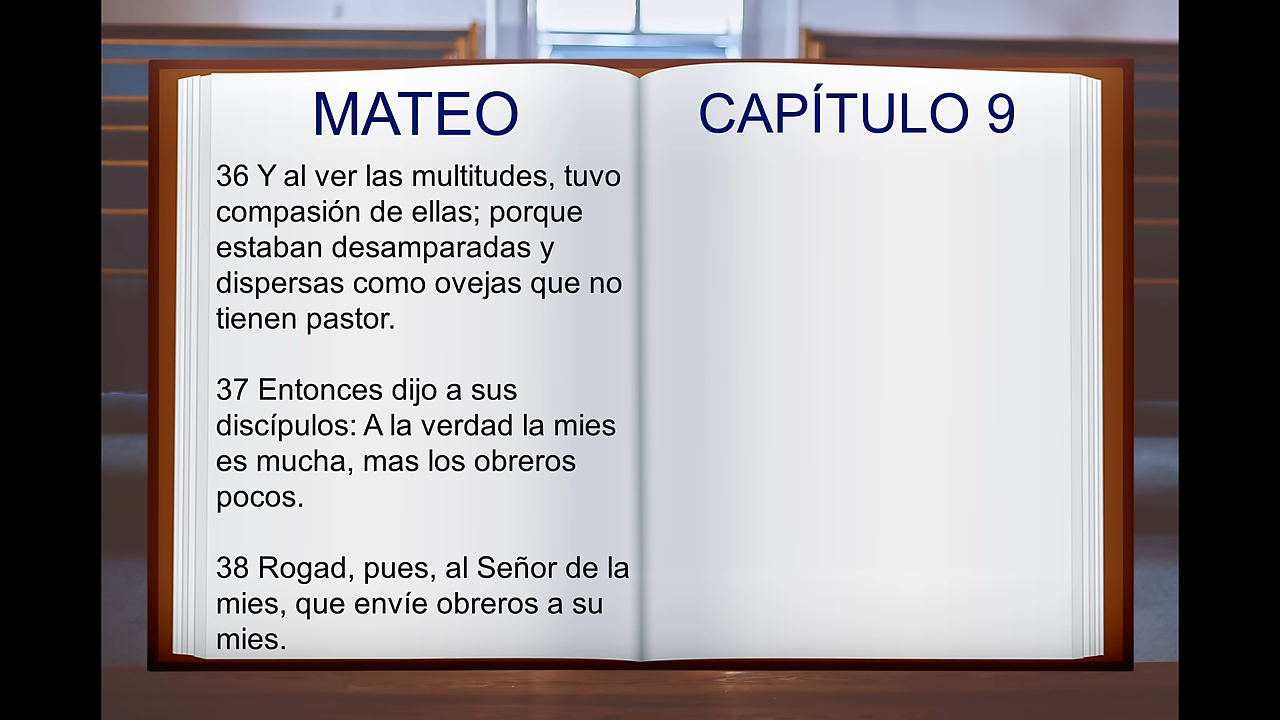 MATEO
36 Y al ver las multitudes, tuvo
compasión de ellas; porque
estaban desamparadas y
dispersas como ovejas que no
tienen pastor.
37 Entonces dijo a sus
discípulos: A la verdad la mies
es mucha, mas los obreros
pocos.
38 Rogad, pues, al Señor de la
mies, que envíe obreros a su
mies.
CAPÍTULO 9